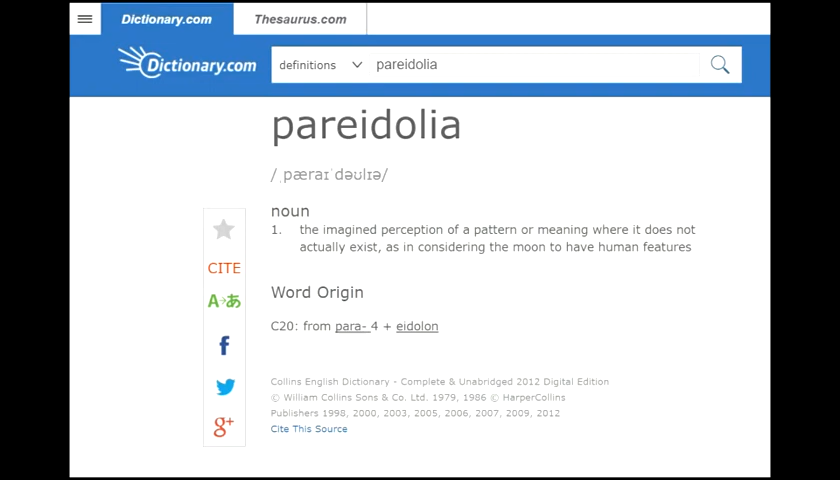 Dictionary.com Thesaurus.com
Dictionary.com definitions pareidolia
pareidolia
/ˌpæraɪˈdəʊlɪə/
noun
1. the imagined perception of a pattern or meaning where it does not
actually exist, as in considering the moon to have human features
CITE
A→あ
Word Origin
C20: from para- 4 + eidolon
f
g+
Collins English Dictionary - Complete & Unabridged 2012 Digital Edition
© William Collins Sons & Co. Ltd. 1979, 1986 © HarperCollins
Publishers 1998, 2000, 2003, 2005, 2006, 2007, 2009, 2012
Cite This Source